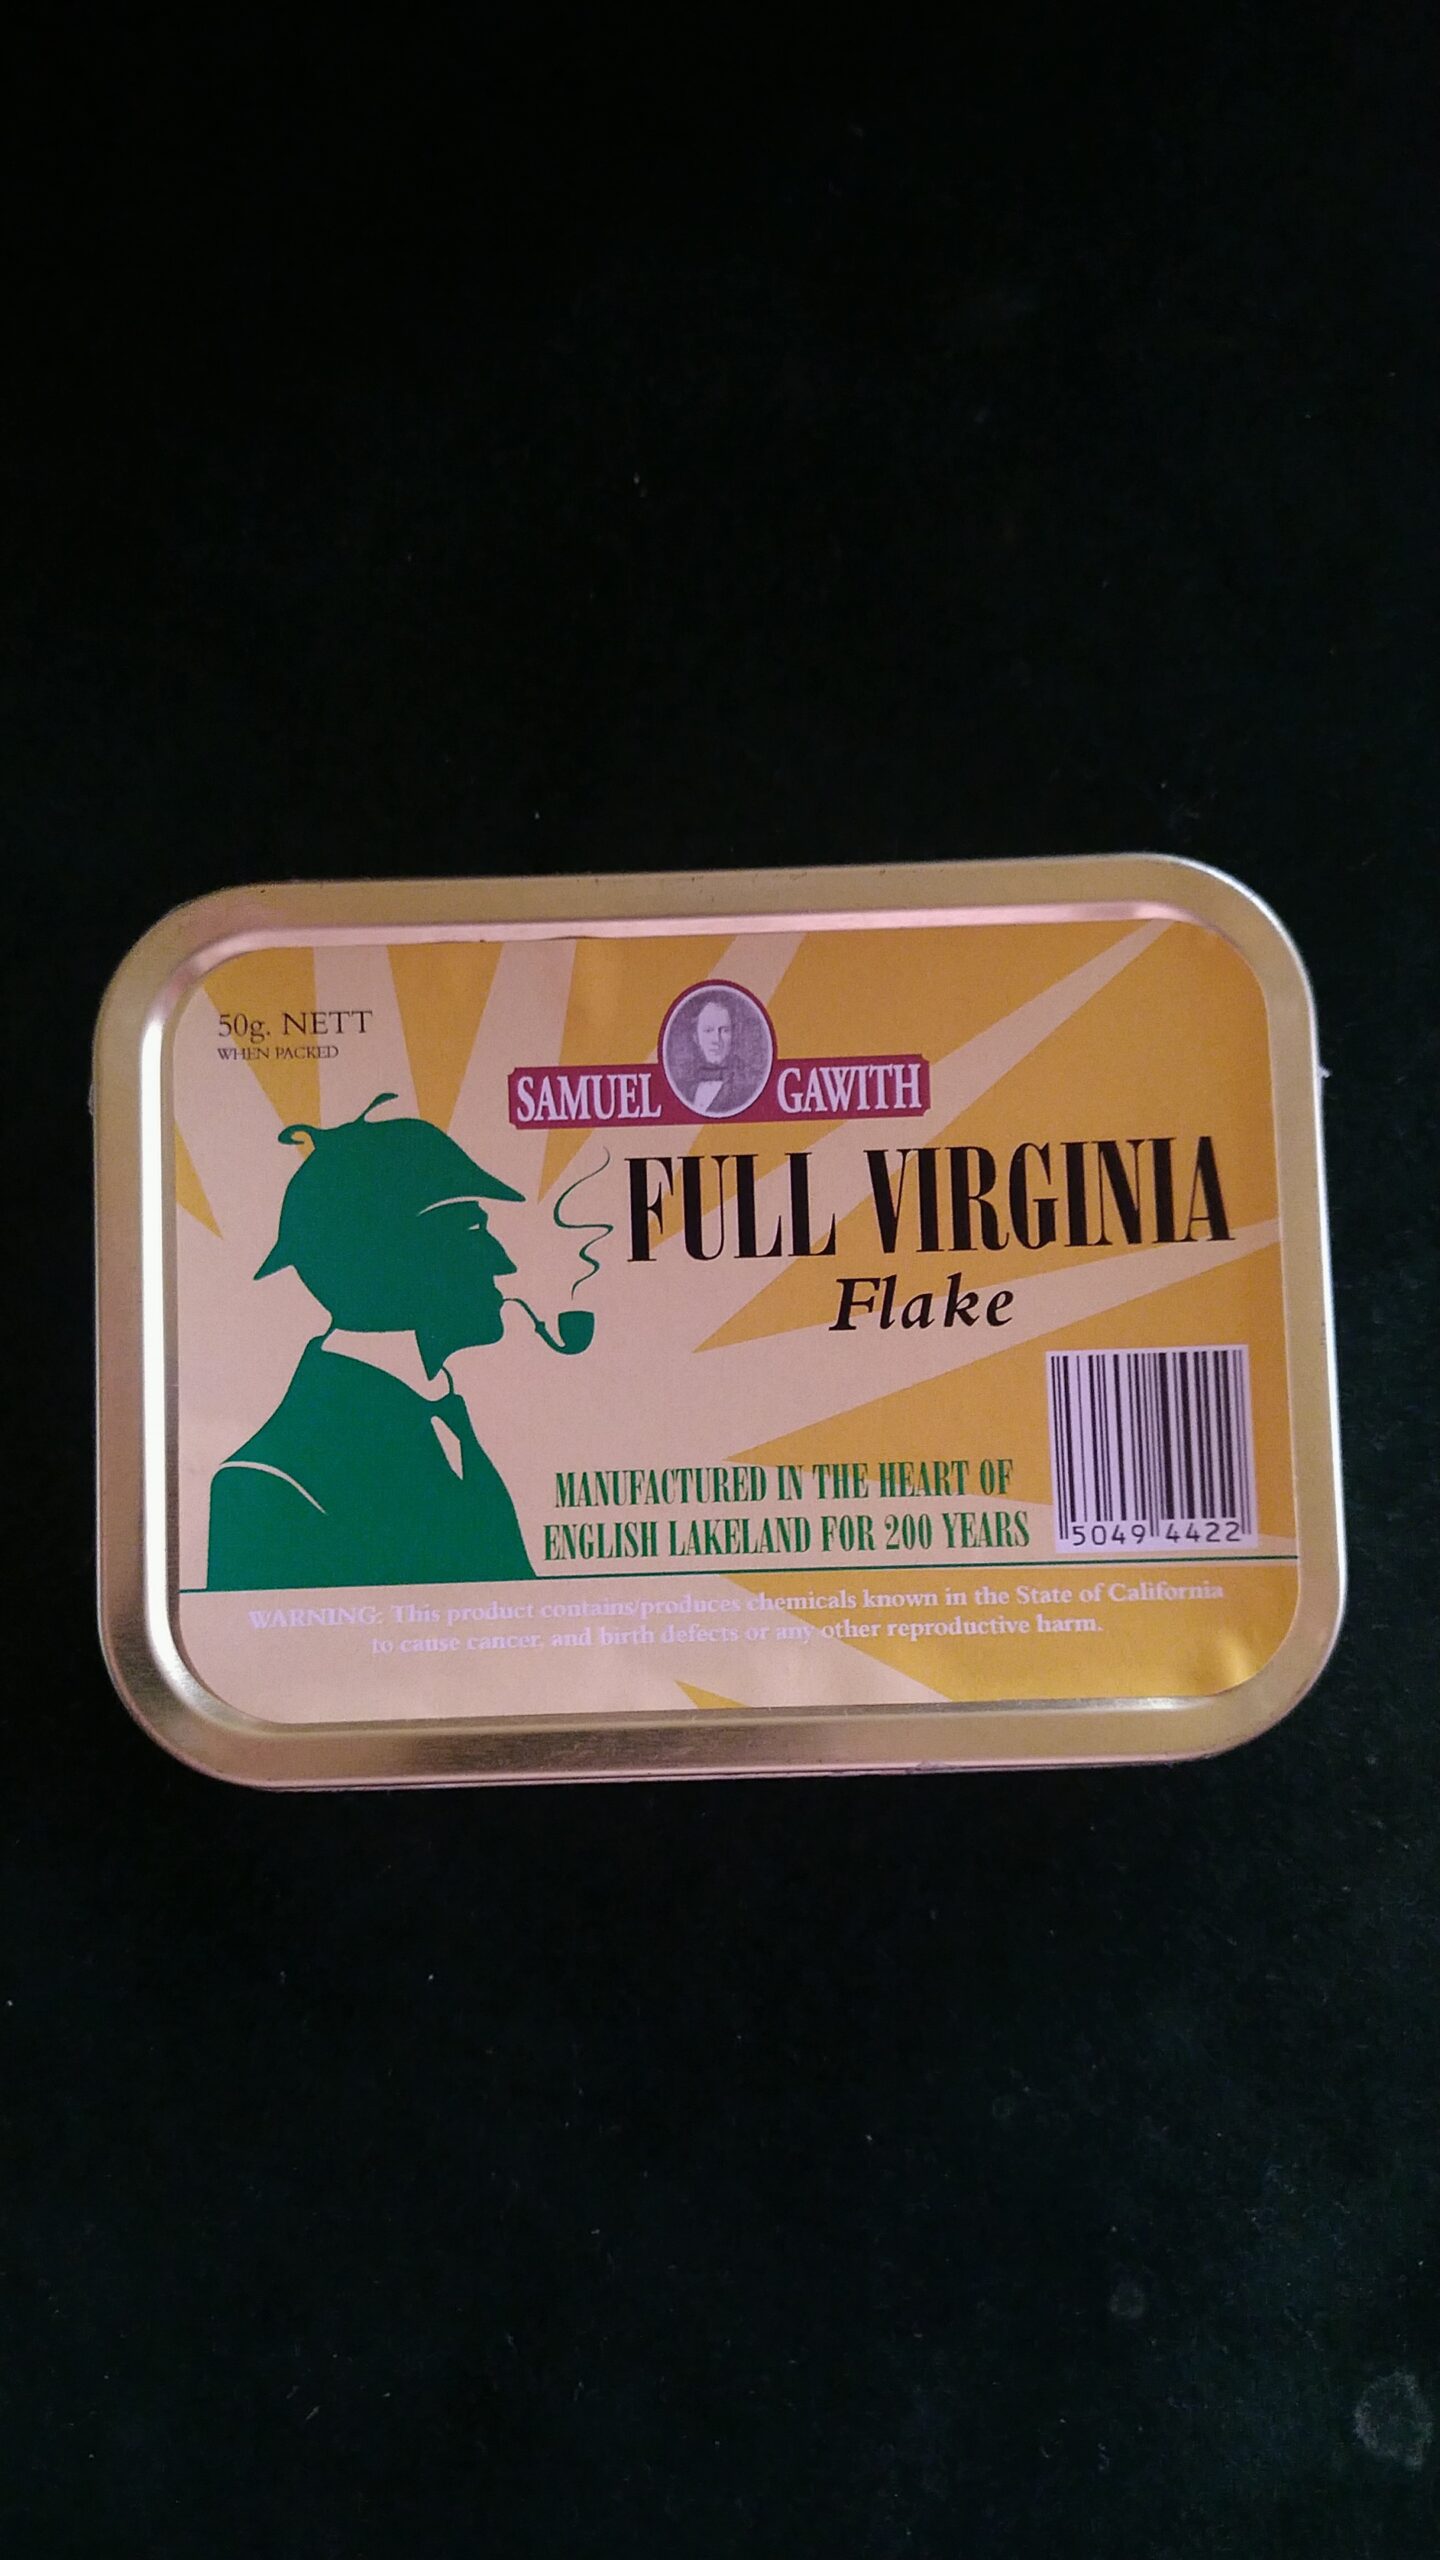 50g. NETT
WHEN PACKED
SAMUEL GAWITH
FULL VIRGINIA
Flake
MANUFACTURED IN THE HEART OF
ENGLISH LAKELAND FOR 200 YEARS
5049 4422
WARNING: This product contains/produces chemicals known in the State of California
to cause cancer, and birth defects or any other reproductive harm.